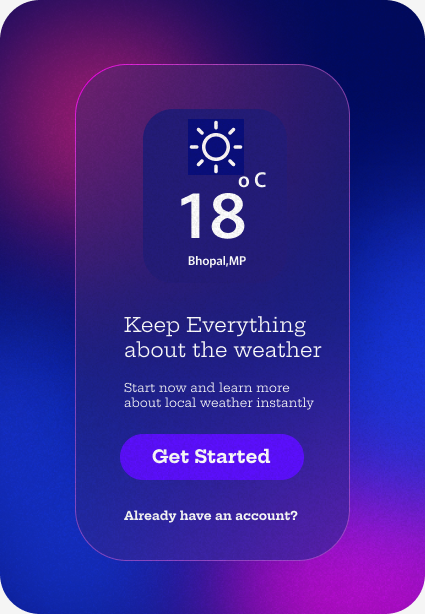 o C
18
Bhopal,MP
Keep Everything
about the weather
Start now and learn more
about local weather instantly
Get Started
Already have an account?